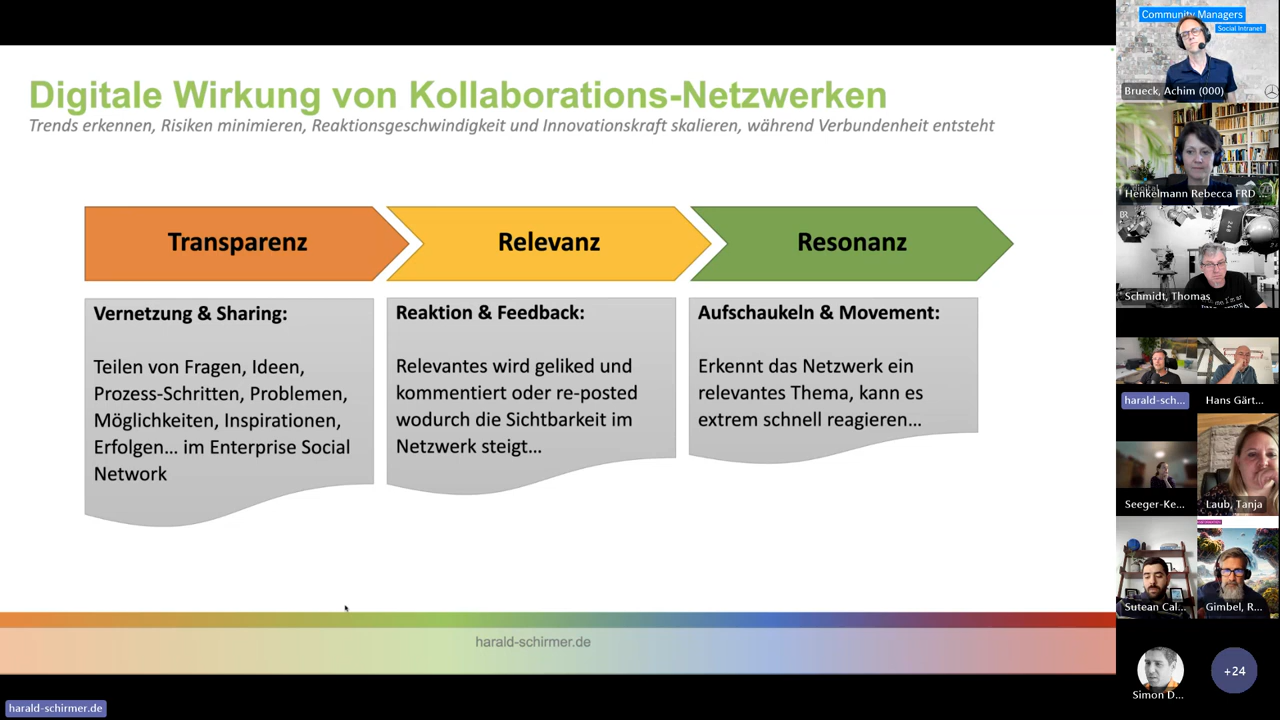 Digitale Wirkung von Kollaborations-Netzwerken
Trends erkennen, Risiken minimieren, Reaktionsgeschwindigkeit und Innovationskraft skalieren, während Verbundenheit entsteht
Transparenz
Vernetzung & Sharing:
Teilen von Fragen, Ideen,
Prozess-Schritten, Problemen,
Möglichkeiten, Inspirationen,
Erfolgen... im Enterprise Social
Network
Relevanz
Reaktion & Feedback:
Relevantes wird geliked und
kommentiert oder re-posted
wodurch die Sichtbarkeit im
Netzwerk steigt...
Resonanz
Aufschaukeln & Movement:
Erkennt das Netzwerk ein
relevantes Thema, kann es
extrem schnell reagieren...
harald-schirmer.de
harald-schirmer.de
Community Managers
Social Intranet
Brueck, Achim (000)
digital
Henkelmann Rebecca FRD ...
BR
248
Schmidt, Thomas
harald-sch...
Hans Gärt...
Seeger-Ke...
Laub, Tanja
Sutean Cal...
Gimbel, R...
Simon D...
+24